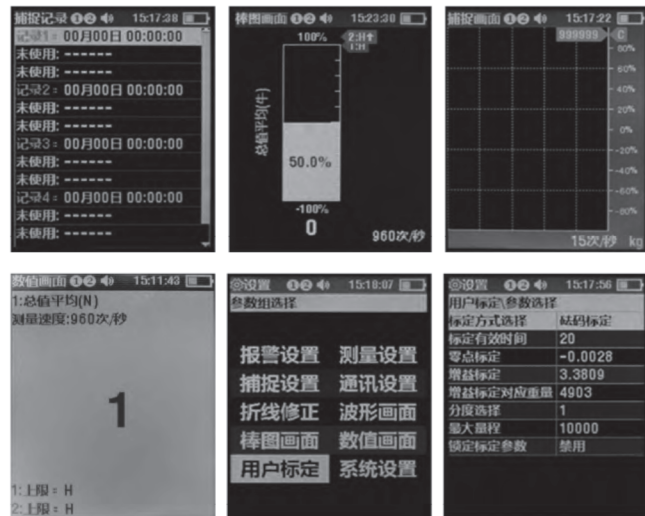 捕捉记录 ❶❷ 15:17:38
记录1 = 00月00日 00:00:00
未使用: ------
未使用: ------
记录2 = 00月00日 00:00:00
未使用: ------
未使用: ------
记录3 = 00月00日 00:00:00
未使用: ------
未使用: ------
记录4 = 00月00日 00:00:00
未使用: ------
未使用: ------
棒图画面 ❶❷ 15:23:30
100%
2:H↑
1:H
总值平均(牛)
50.0%
-100%
0
960次/秒
捕捉画面 ❶❷ 15:17:22
999999 C
80%
60%
40%
20%
0%
-20%
-40%
-60%
-80%
15次/秒 kg
数值画面 ❶❷ 15:11:43
1:总值平均(N)
测量速度:960次/秒
1
1:上限 = H
2:上限 = H
设置 ❶❷ 15:18:07
参数组选择
报警设置 测量设置
捕捉设置 通讯设置
折线修正 波形画面
棒图画面 数值画面
用户标定 系统设置
设置 ❶❷ 15:17:56
用户标定\参数选择
标定方式选择 砝码标定
标定有效时间 20
零点标定 -0.0028
增益标定 3.3809
增益标定对应重量 4903
分度选择 1
最大量程 10000
锁定标定参数 禁用